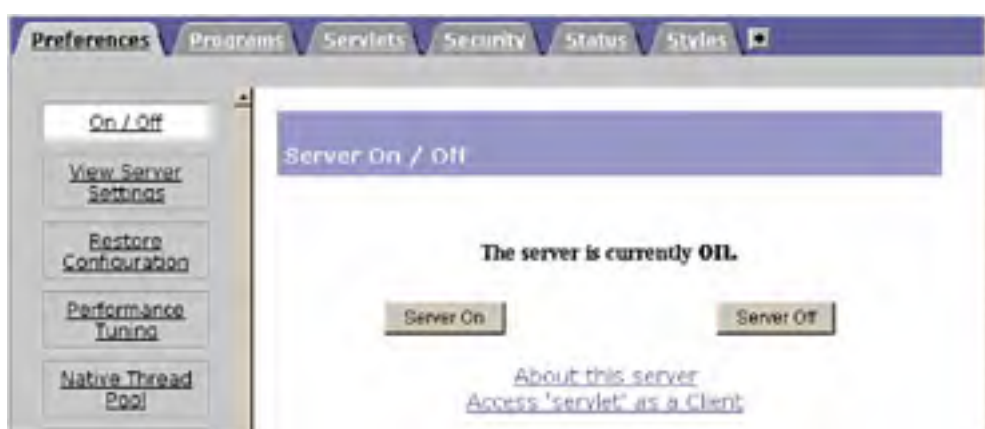 Preferences Programs Servlets Security Status Styles
On / Off
View Server
Settings
Restore
Configuration
Performance
Tuning
Native Thread
Pool
Server On / Off
The server is currently on.
Server On Server Off
About this server
Access 'servlet' as a Client